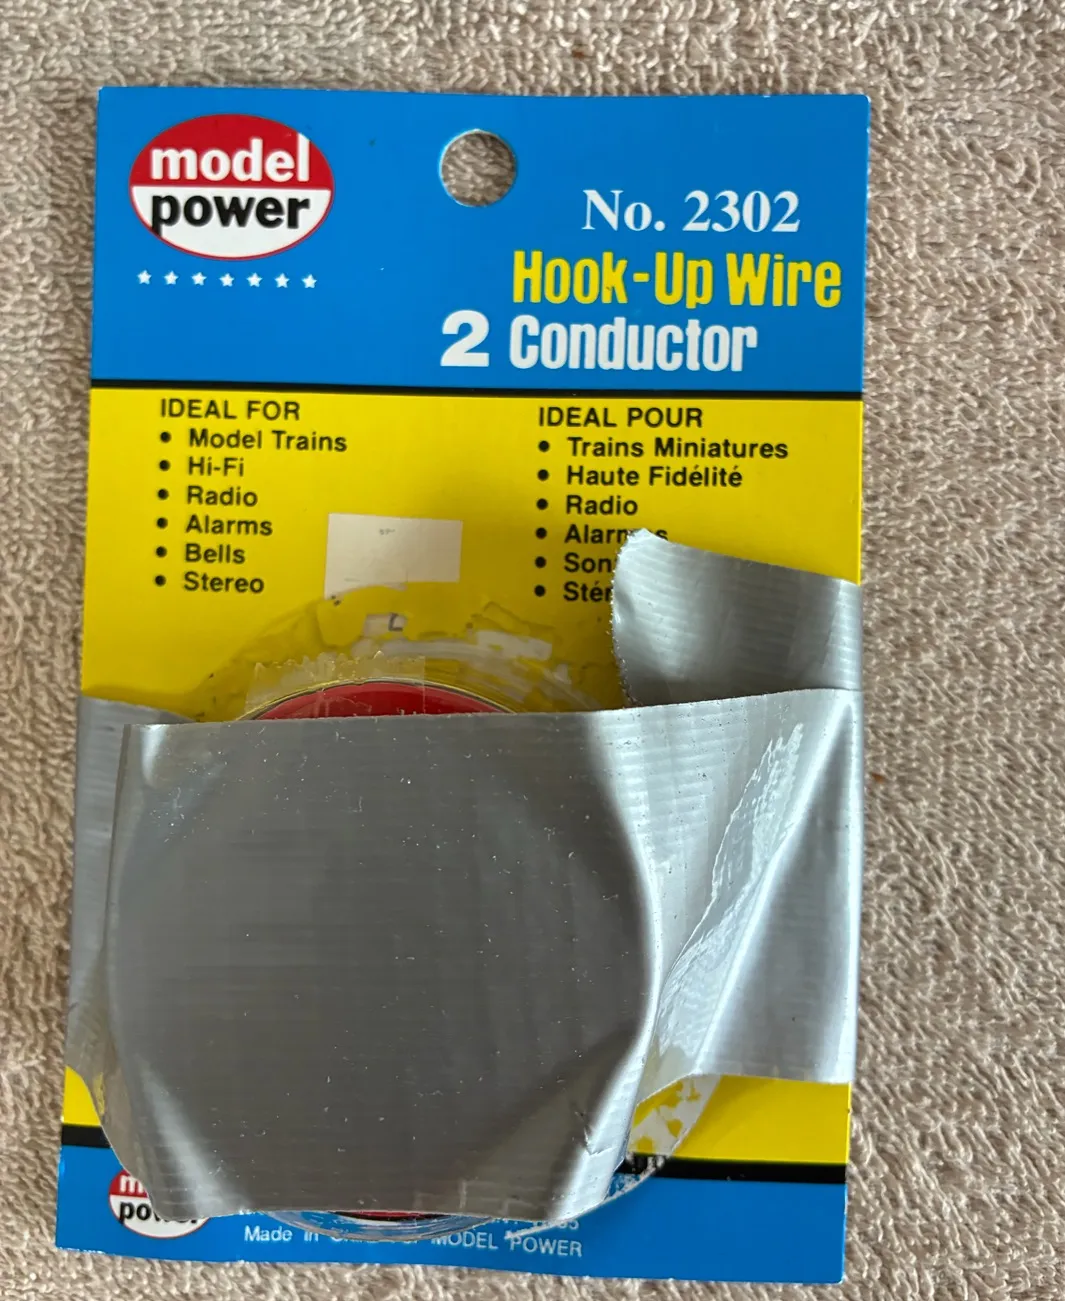 model
power
No. 2302
Hook-Up Wire
2 Conductor
IDEAL FOR
• Model Trains
• Hi-Fi
• Radio
• Alarms
• Bells
• Stereo
IDEAL POUR
• Trains Miniatures
• Haute Fidélité
• Radio
•
•
•
Made in MODEL POWER